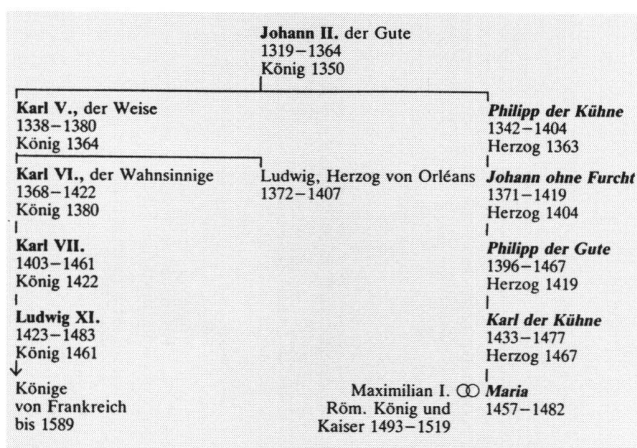 Johann II. der Gute
1319–1364
König 1350
Karl V., der Weise
1338–1380
König 1364
Philipp der Kühne
1342–1404
Herzog 1363
Karl VI., der Wahnsinnige
1368–1422
König 1380
Ludwig, Herzog von Orléans
1372–1407
Johann ohne Furcht
1371–1419
Herzog 1404
Karl VII.
1403–1461
König 1422
Philipp der Gute
1396–1467
Herzog 1419
Ludwig XI.
1423–1483
König 1461
Karl der Kühne
1433–1477
Herzog 1467
Könige
von Frankreich
bis 1589
Maximilian I. ⚭ Maria
Röm. König und
Kaiser 1493–1519
1457–1482